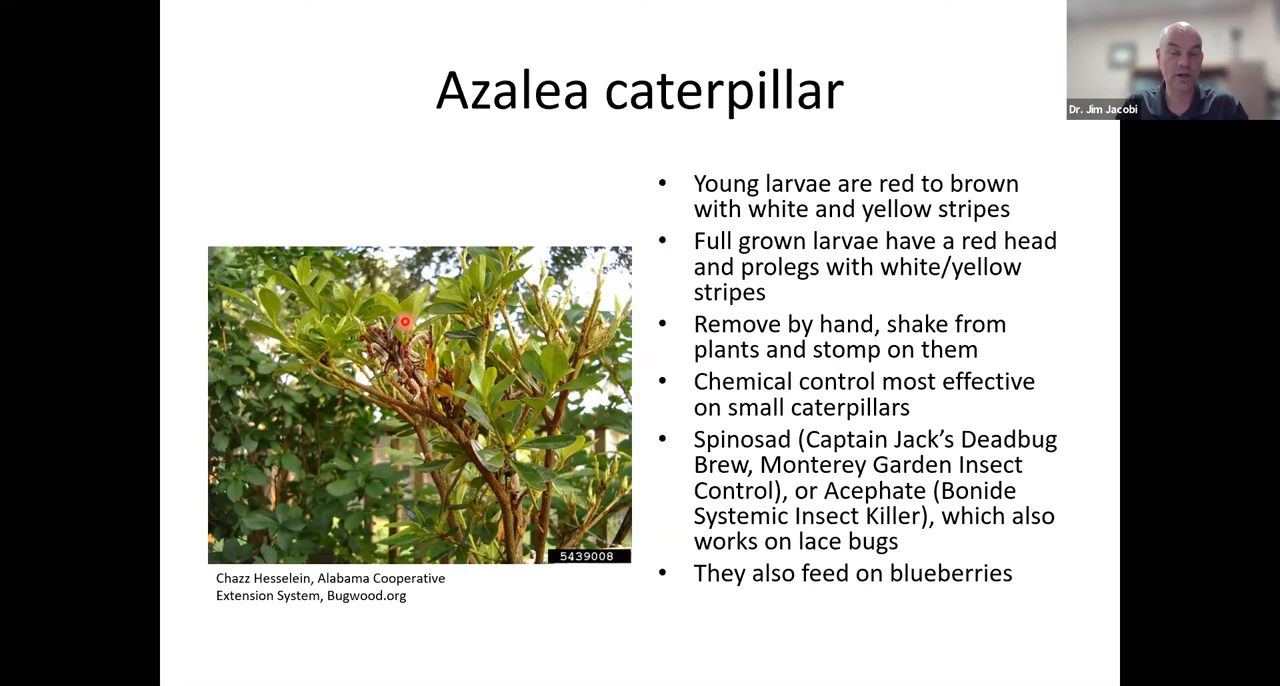 Azalea caterpillar
Dr. Jim Jacobi
• Young larvae are red to brown
with white and yellow stripes
• Full grown larvae have a red head
and prolegs with white/yellow
stripes
• Remove by hand, shake from
plants and stomp on them
• Chemical control most effective
on small caterpillars
• Spinosad (Captain Jack’s Deadbug
Brew, Monterey Garden Insect
Control), or Acephate (Bonide
Systemic Insect Killer), which also
works on lace bugs
• They also feed on blueberries
5439008
Chazz Hesselein, Alabama Cooperative
Extension System, Bugwood.org